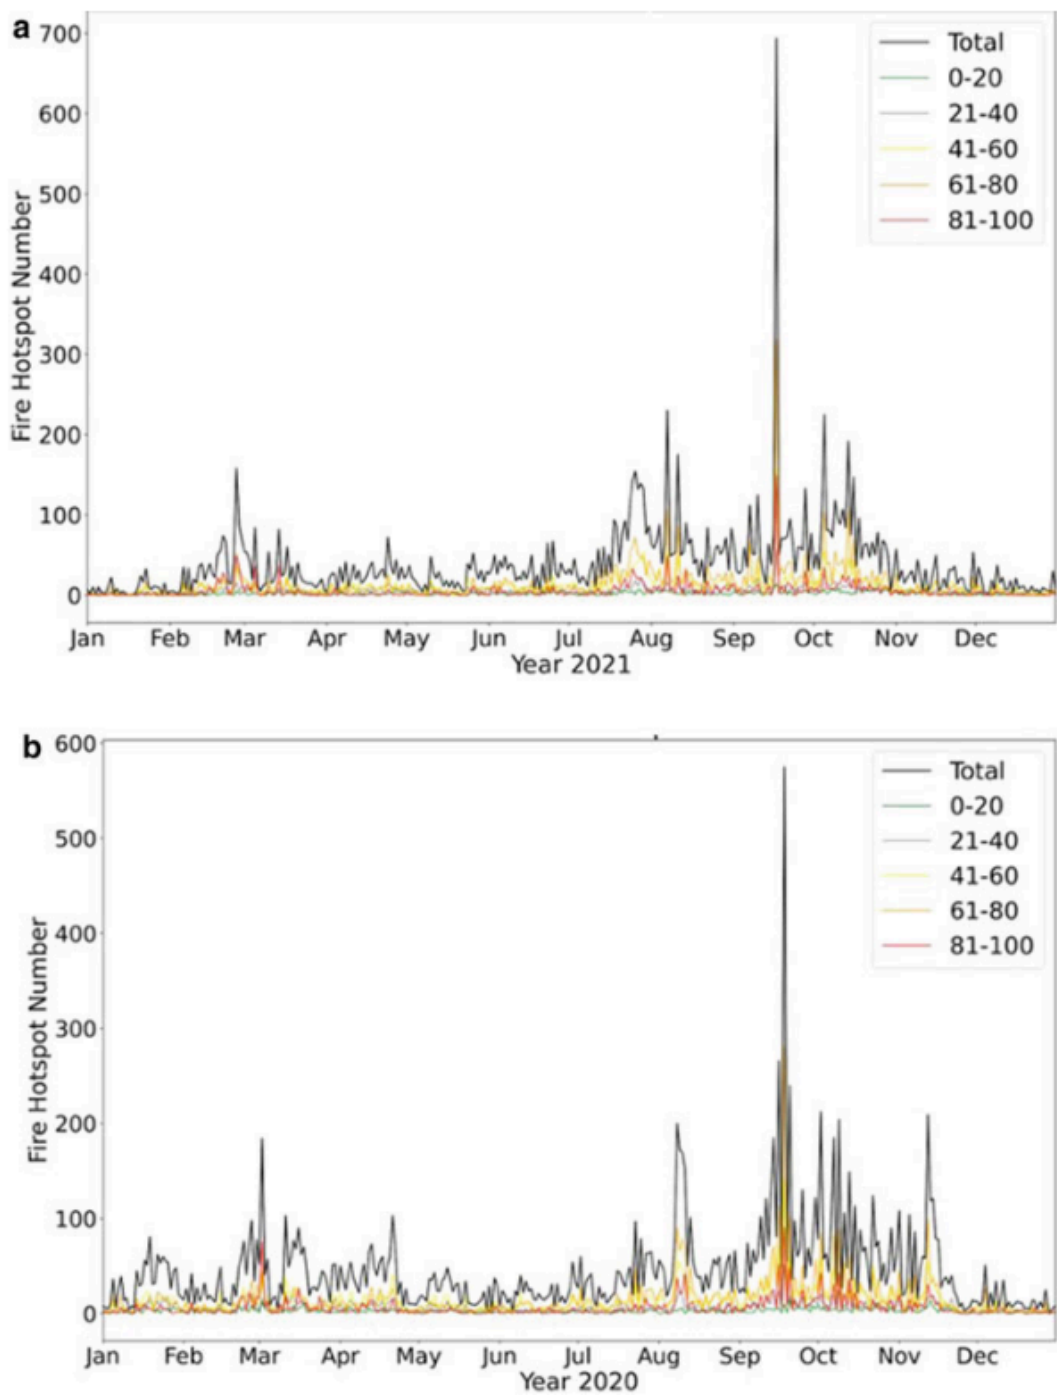 a
700
600
500
400
300
200
100
0
Fire Hotspot Number
Total
0-20
21-40
41-60
61-80
81-100
Jan Feb Mar Apr May Jun Jul Aug Sep Oct Nov Dec
Year 2021
b
600
500
400
300
200
100
0
Fire Hotspot Number
Total
0-20
21-40
41-60
61-80
81-100
Jan Feb Mar Apr May Jun Jul Aug Sep Oct Nov Dec
Year 2020